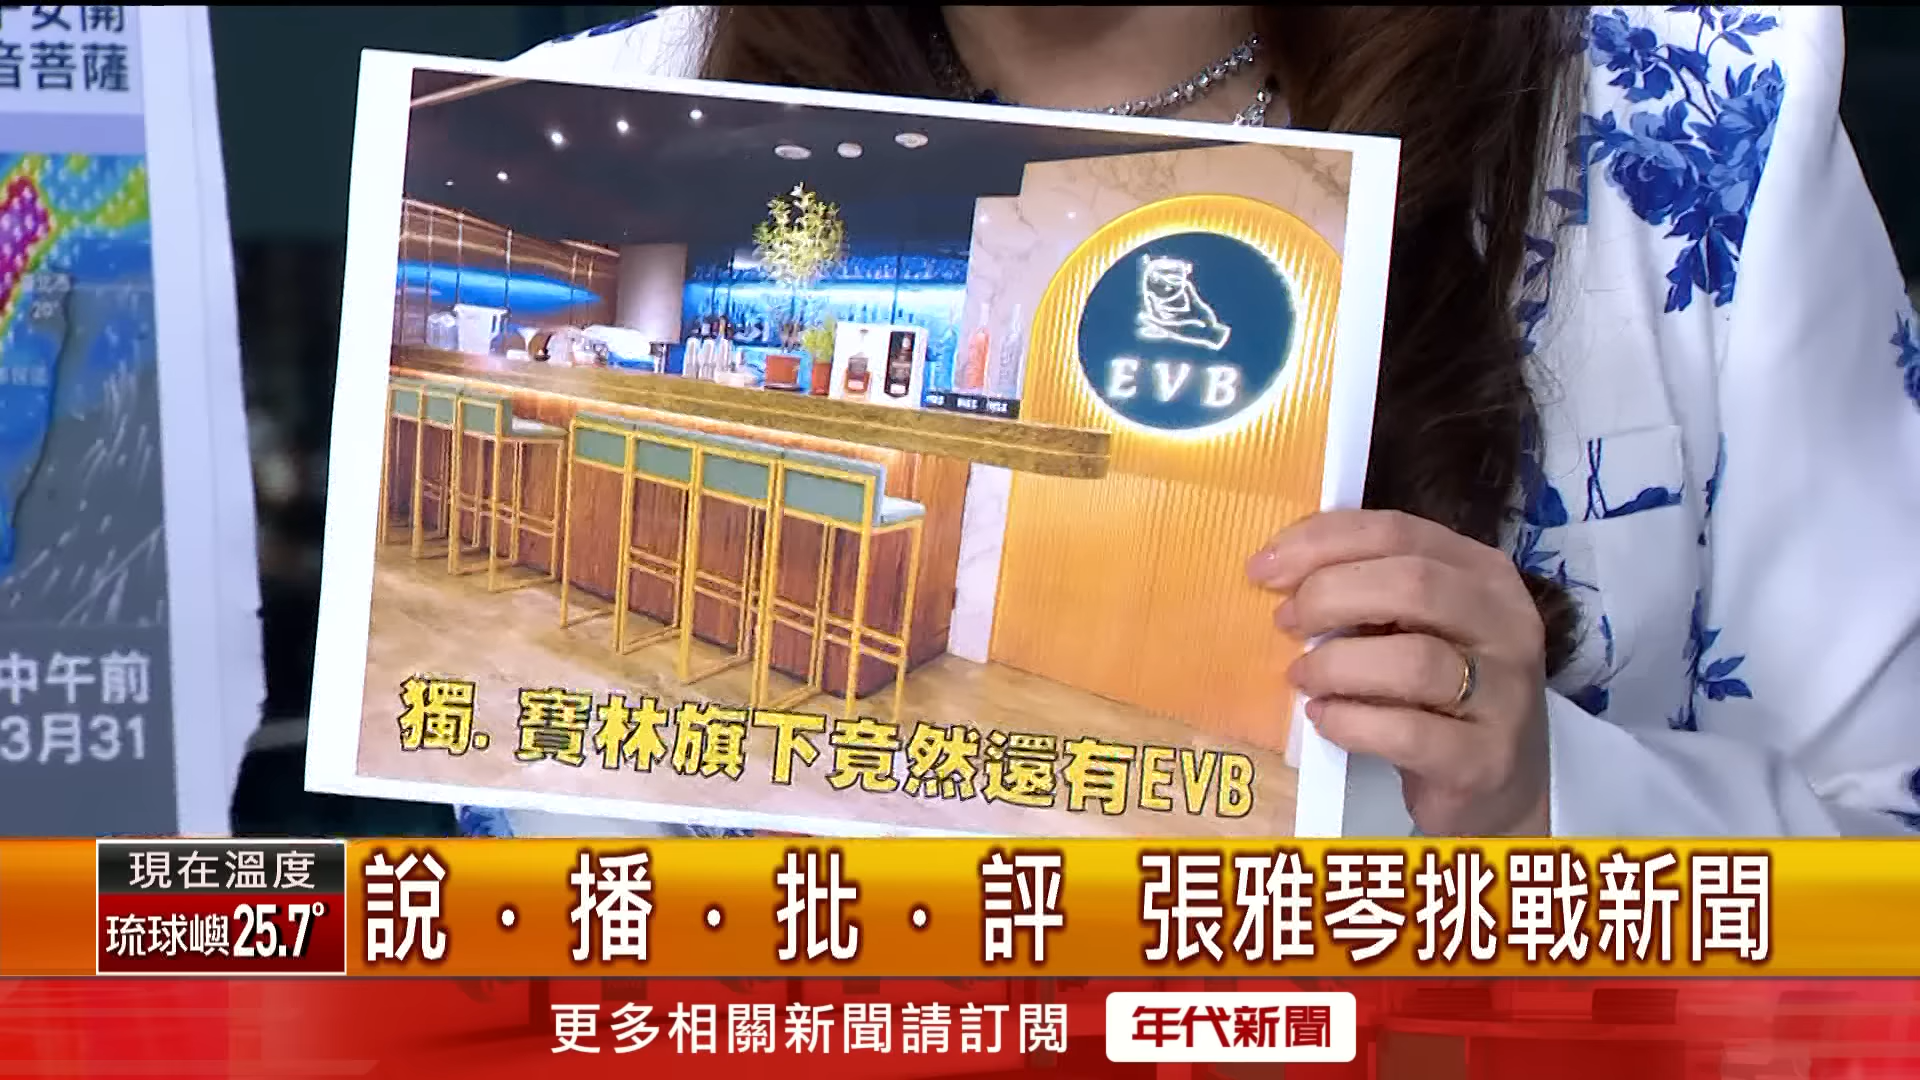 音菩薩
20°
中午前
3月31
EVB
獨. 寶林旗下竟然還有EVB
現在溫度
琉球嶼25.7°
說．播．批．評 張雅琴挑戰新聞
更多相關新聞請訂閱 年代新聞